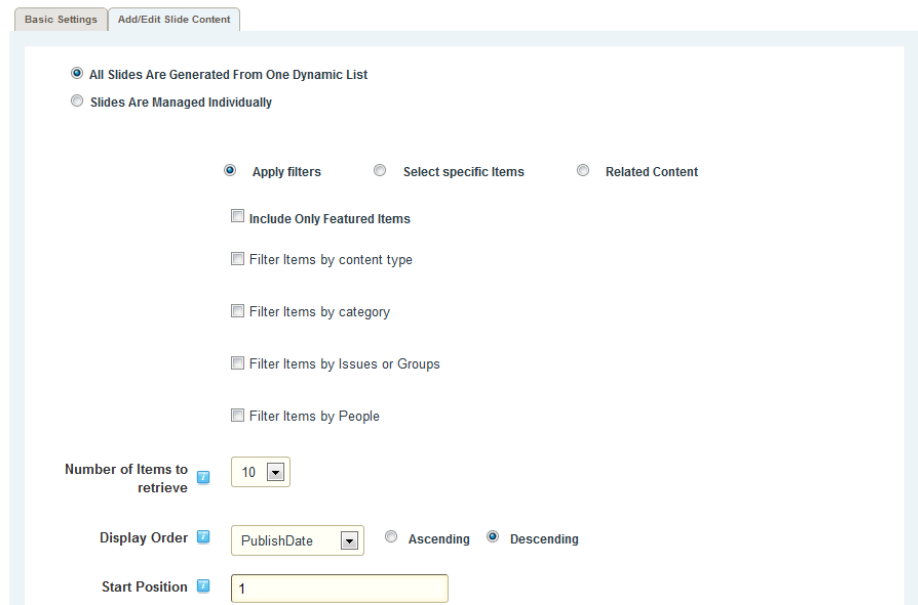 Basic Settings Add/Edit Slide Content
All Slides Are Generated From One Dynamic List
Slides Are Managed Individually
Apply filters Select specific Items Related Content
Include Only Featured Items
Filter Items by content type
Filter Items by category
Filter Items by Issues or Groups
Filter Items by People
Number of Items to
retrieve i 10
Display Order i PublishDate Ascending Descending
Start Position i 1